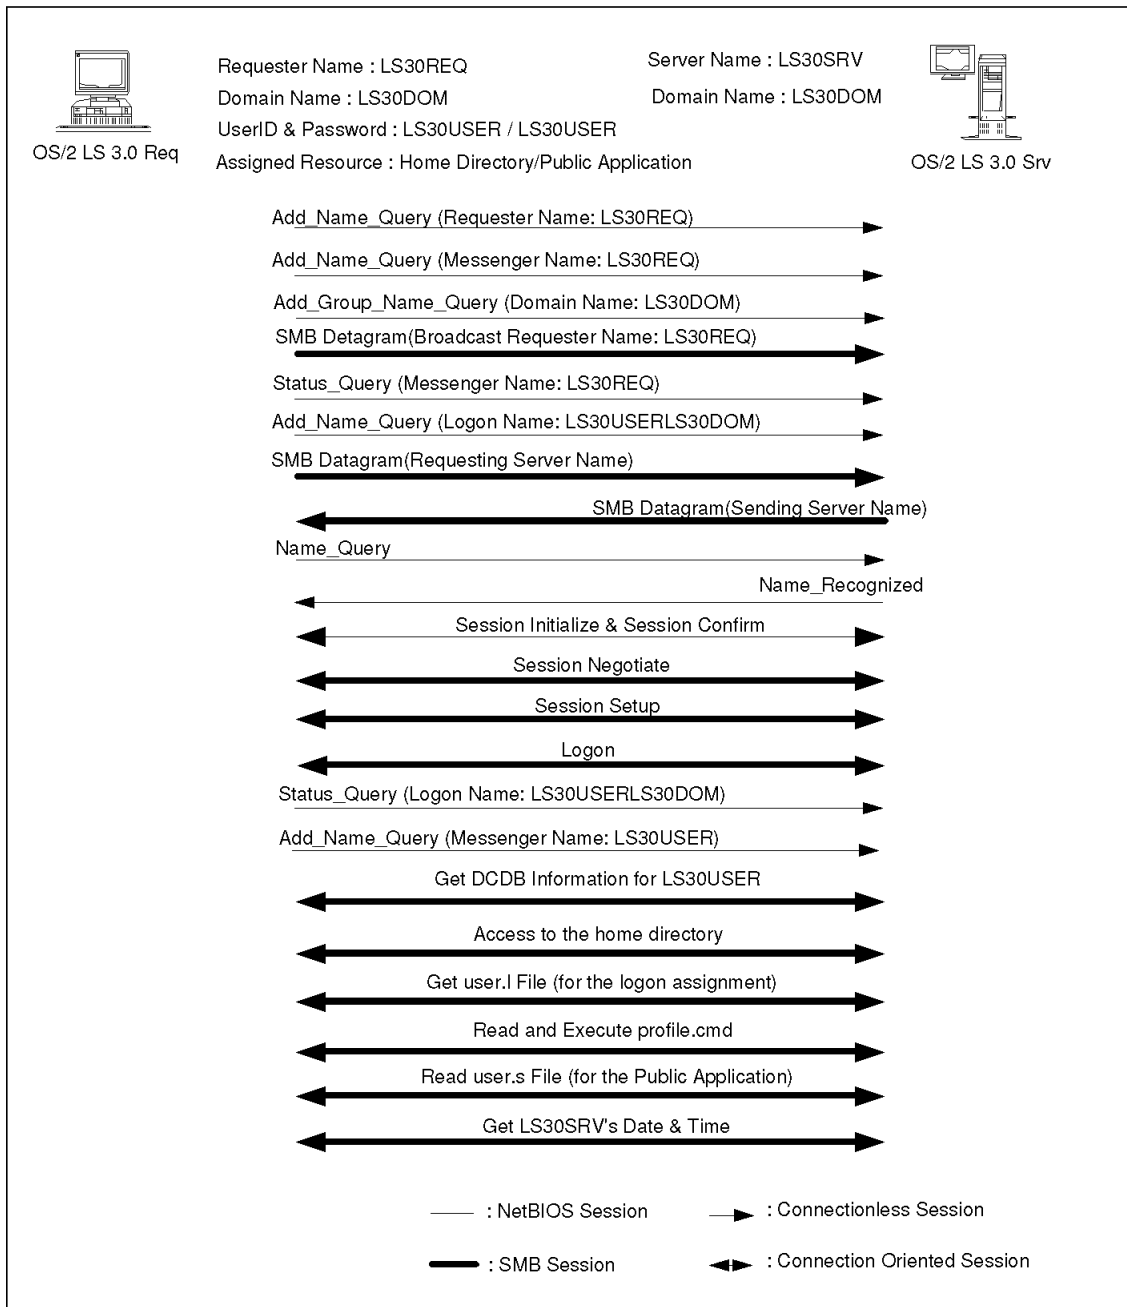 Requester Name : LS30REQ
Server Name : LS30SRV
Domain Name : LS30DOM
Domain Name : LS30DOM
UserID & Password : LS30USER / LS30USER
OS/2 LS 3.0 Req
Assigned Resource : Home Directory/Public Application
OS/2 LS 3.0 Srv
Add_Name_Query (Requester Name: LS30REQ)
Add_Name_Query (Messenger Name: LS30REQ)
Add_Group_Name_Query (Domain Name: LS30DOM)
SMB Detagram(Broadcast Requester Name: LS30REQ)
Status_Query (Messenger Name: LS30REQ)
Add_Name_Query (Logon Name: LS30USERLS30DOM)
SMB Datagram(Requesting Server Name)
SMB Datagram(Sending Server Name)
Name_Query
Name_Recognized
Session Initialize & Session Confirm
Session Negotiate
Session Setup
Logon
Status_Query (Logon Name: LS30USERLS30DOM)
Add_Name_Query (Messenger Name: LS30USER)
Get DCDB Information for LS30USER
Access to the home directory
Get user.l File (for the logon assignment)
Read and Execute profile.cmd
Read user.s File (for the Public Application)
Get LS30SRV's Date & Time
: NetBIOS Session
: Connectionless Session
: SMB Session
: Connection Oriented Session